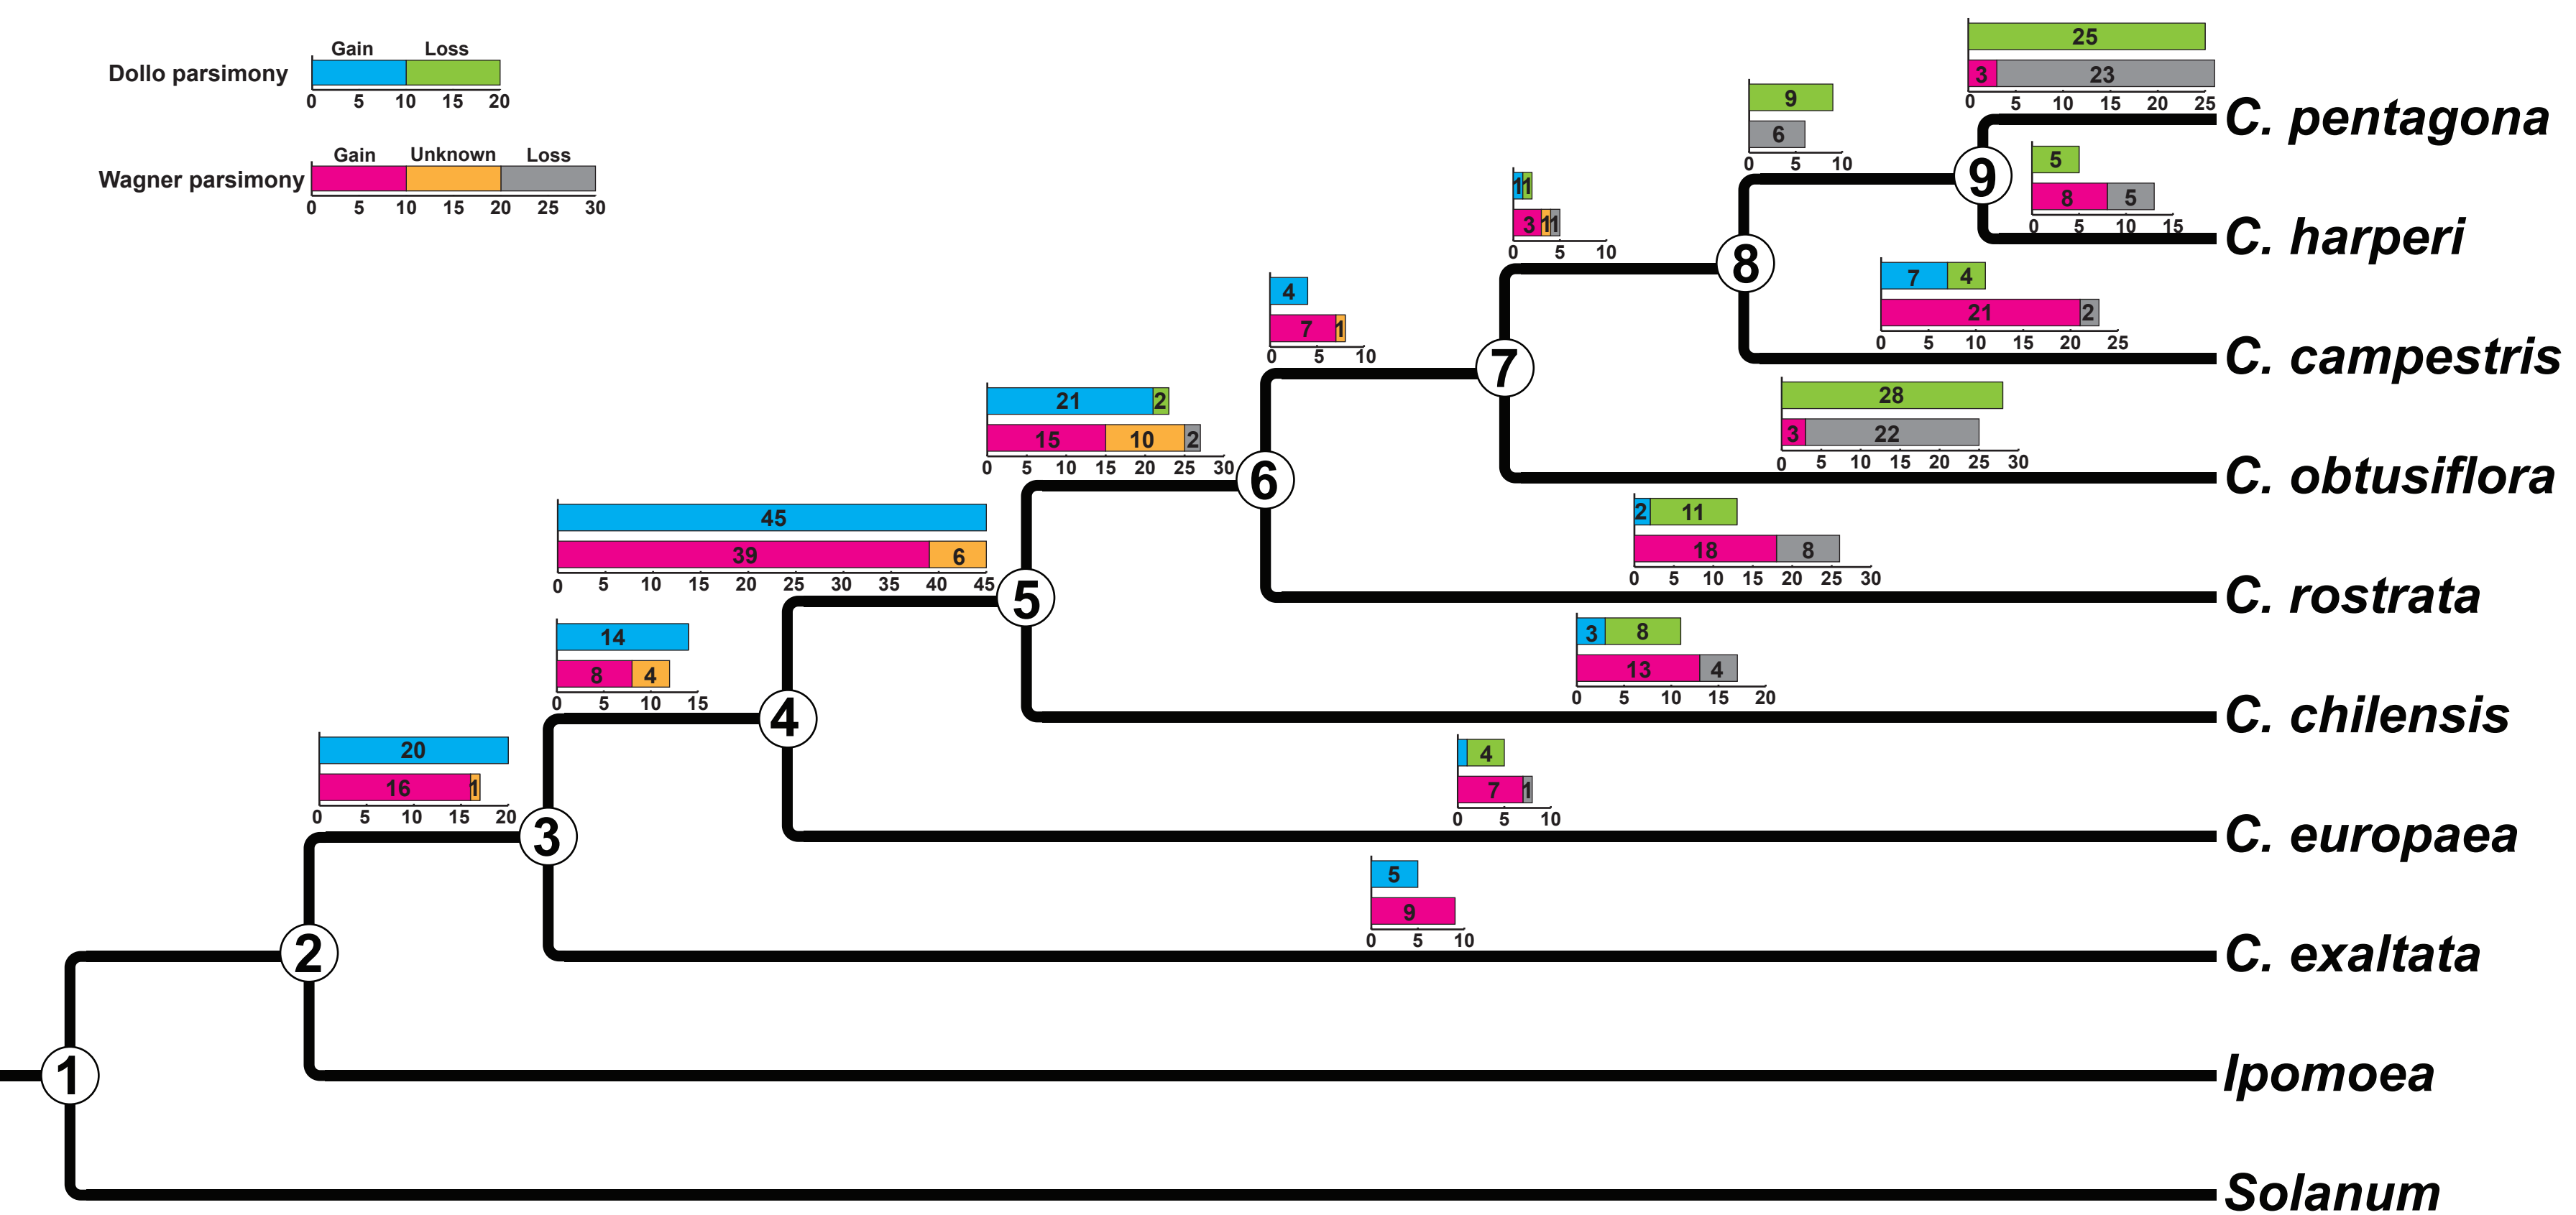 Gain Loss
Dollo parsimony
0 5 10 15 20
Gain Unknown Loss
Wagner parsimony
0 5 10 15 20 25 30
25
3 23
0 5 10 15 20 25
C. pentagona
9
6
0 5 10
9
5
8 5
0 5 10 15
C. harperi
1 1
3 1 1
0 5 10
8
7 4
21 2
0 5 10 15 20 25
C. campestris
4
7 1
0 5 10
7
28
3 22
0 5 10 15 20 25 30
C. obtusiflora
21 2
15 10 2
0 5 10 15 20 25 30
6
2 11
18 8
0 5 10 15 20 25 30
C. rostrata
45
39 6
0 5 10 15 20 25 30 35 40 45
5
3 8
13 4
0 5 10 15 20
C. chilensis
14
8 4
0 5 10 15
4
4
7 1
0 5 10
C. europaea
20
16 1
0 5 10 15 20
3
5
9
0 5 10
C. exaltata
2
1
Ipomoea
Solanum